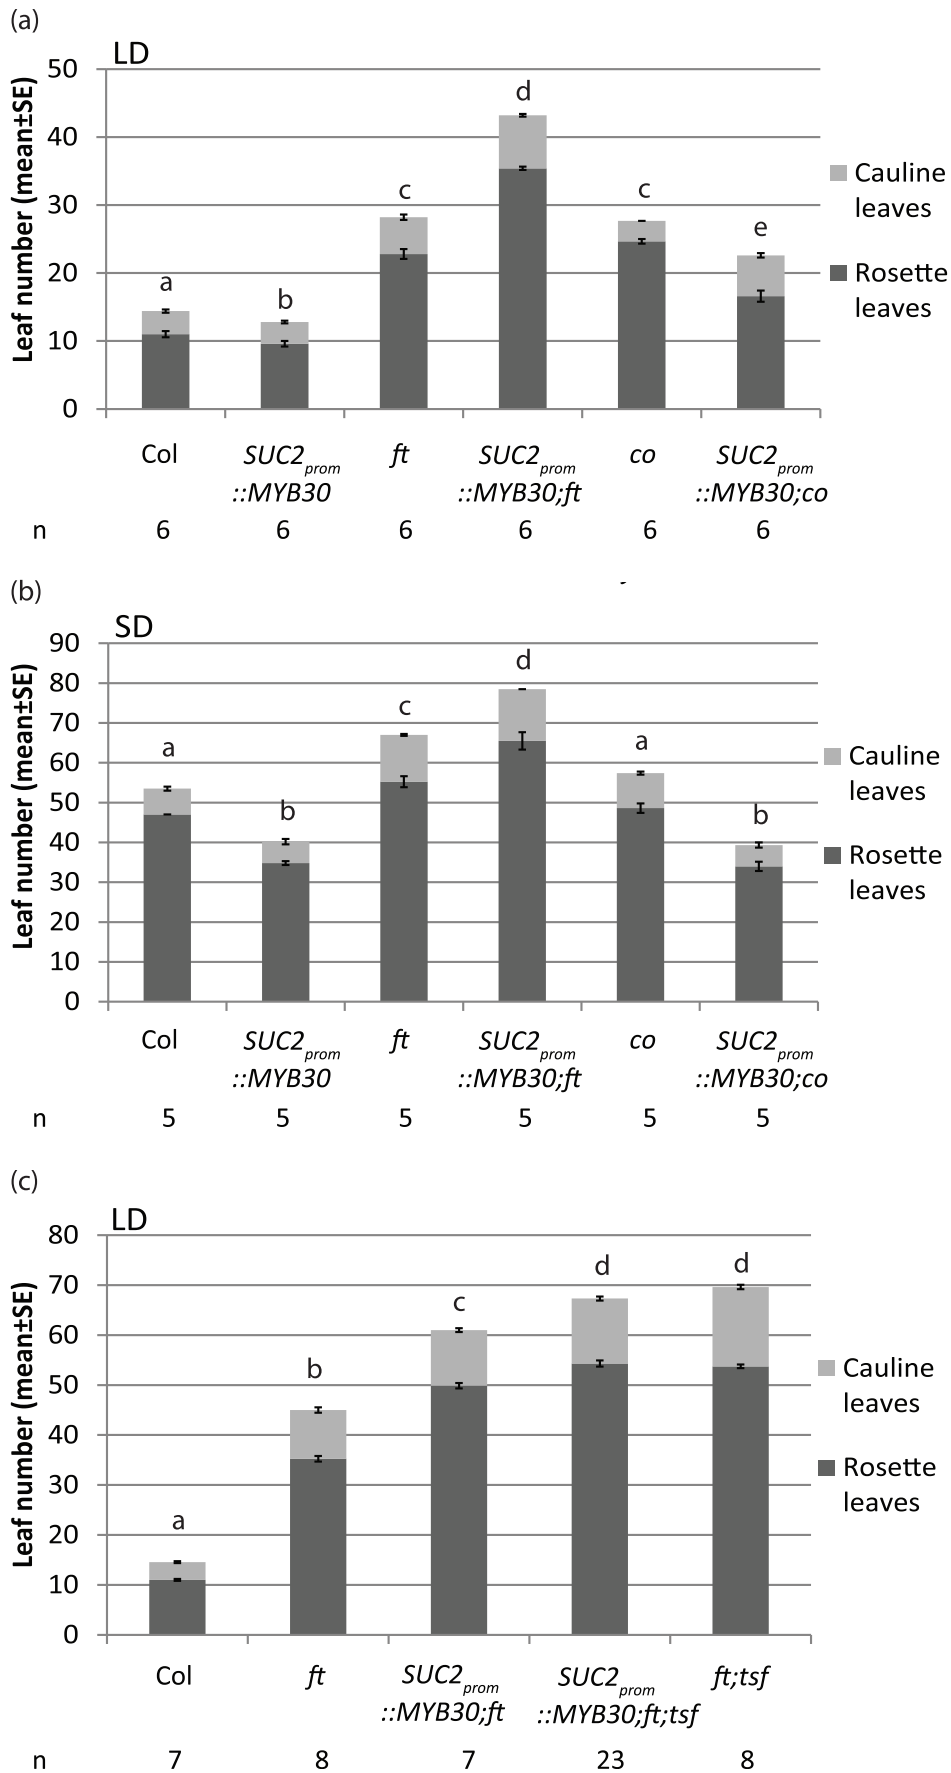 (a)
LD
Leaf number (mean±SE)
50
40
30
20
10
0
a
b
c
d
c
e
Cauline
leaves
Rosette
leaves
Col SUC2prom ft SUC2prom co SUC2prom
::MYB30 ::MYB30;ft ::MYB30;co
n 6 6 6 6 6 6
(b)
SD
Leaf number (mean±SE)
90
80
70
60
50
40
30
20
10
0
a
b
c
d
a
b
Cauline
leaves
Rosette
leaves
Col SUC2prom ft SUC2prom co SUC2prom
::MYB30 ::MYB30;ft ::MYB30;co
n 5 5 5 5 5 5
(c)
LD
Leaf number (mean±SE)
80
70
60
50
40
30
20
10
0
a
b
c
d
d
Cauline
leaves
Rosette
leaves
Col ft SUC2prom SUC2prom ft;tsf
::MYB30;ft ::MYB30;ft;tsf
n 7 8 7 23 8